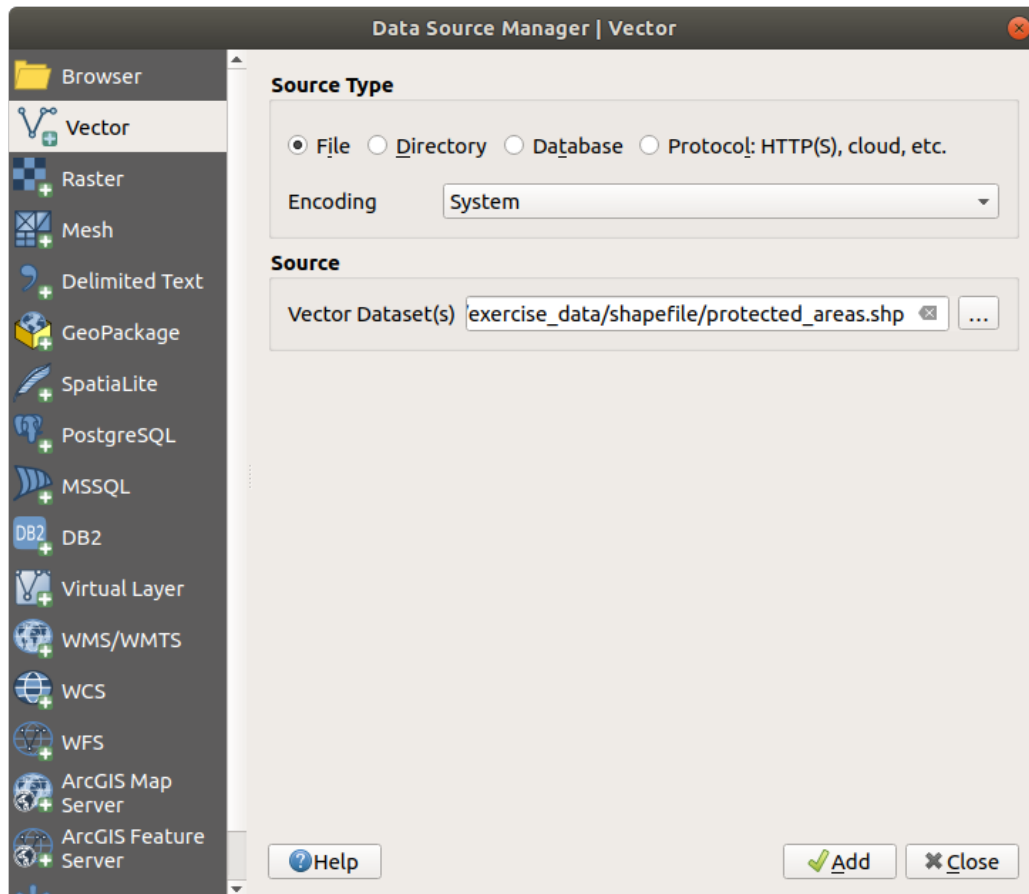 Data Source Manager | Vector
Browser
Vector
Raster
Mesh
Delimited Text
GeoPackage
SpatiaLite
PostgreSQL
MSSQL
DB2
DB2
Virtual Layer
WMS/WMTS
WCS
WFS
ArcGIS Map
Server
ArcGIS Feature
Server
Source Type
File Directory Database Protocol: HTTP(S), cloud, etc.
Encoding System
Source
Vector Dataset(s) /exercise_data/shapefile/protected_areas.shp ...
Help Add Close